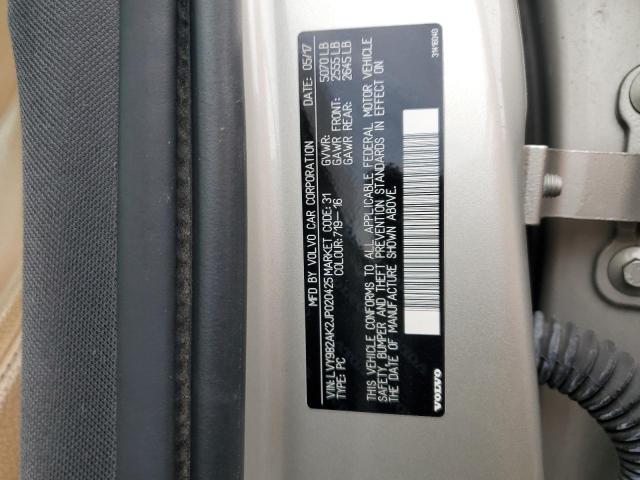 MFD BY VOLVO CAR CORPORATION DATE: 05/17
VIN: LVY982AK2JP020425 MARKET CODE: 31
TYPE: PC COLOUR: 719—16
GVWR: 5070 LB
GAWR FRONT: 2555 LB
GAWR REAR: 2645 LB
THIS VEHICLE CONFORMS TO ALL APPLICABLE FEDERAL MOTOR VEHICLE
SAFETY, BUMPER AND THEFT PREVENTION STANDARDS IN EFFECT ON
THE DATE OF MANUFACTURE SHOWN ABOVE.
VOLVO 31416040